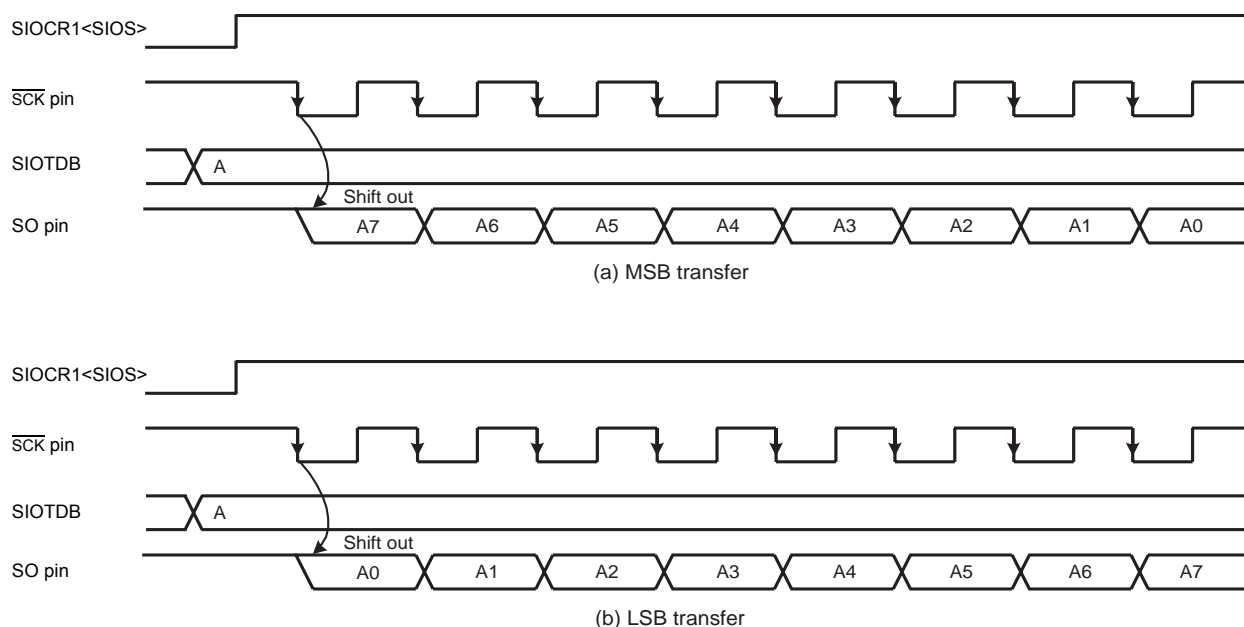 SIOCR1<SIOS>
SCK pin
SIOTDB
A
Shift out
SO pin
A7 A6 A5 A4 A3 A2 A1 A0
(a) MSB transfer
SIOCR1<SIOS>
SCK pin
SIOTDB
A
Shift out
SO pin
A0 A1 A2 A3 A4 A5 A6 A7
(b) LSB transfer